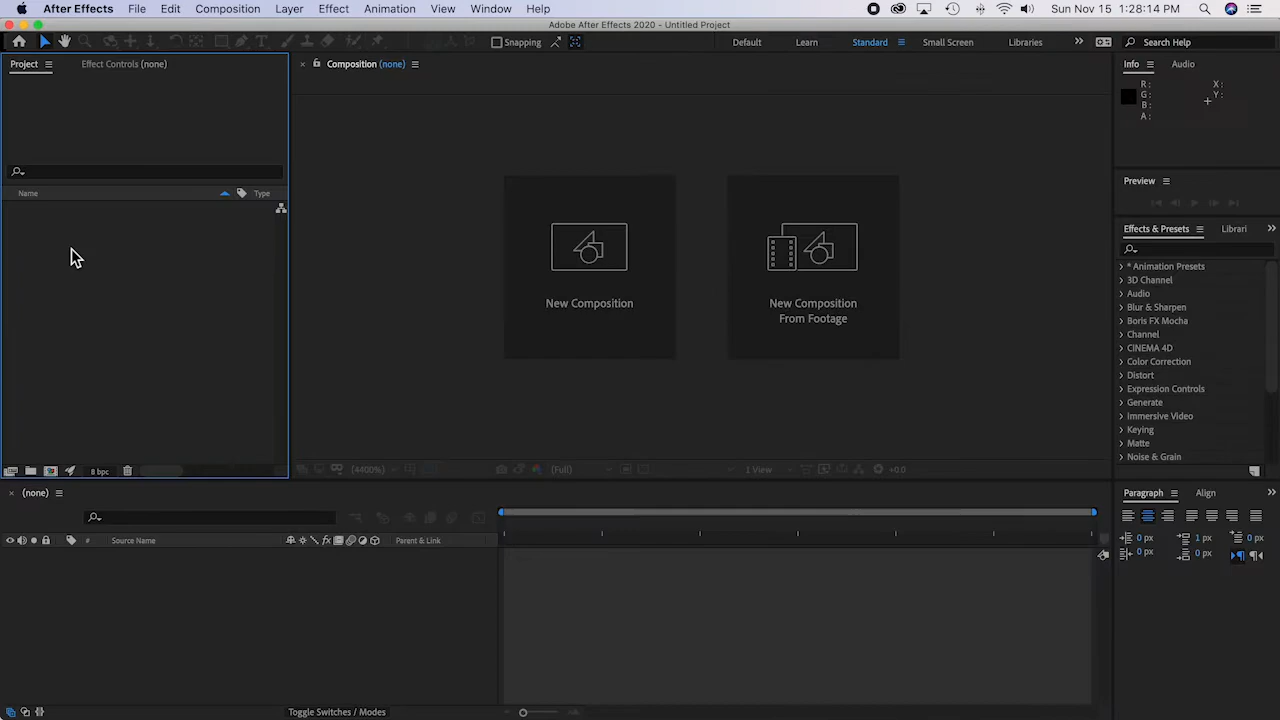 After Effects File Edit Composition Layer Effect Animation View Window Help Sun Nov 15 1:28:14 PM
Adobe After Effects 2020 - Untitled Project
Snapping Default Learn Standard Small Screen Libraries Search Help
Project Effect Controls (none) Composition (none) Info Audio
R: X:
G: Y:
B:
A:
Preview
Name Type
Effects & Presets Librari
* Animation Presets
3D Channel
Audio
Blur & Sharpen
Boris FX Mocha
Channel
CINEMA 4D
Color Correction
Distort
Expression Controls
Generate
Immersive Video
Keying
Matte
Noise & Grain
New Composition
New Composition
From Footage
8 bpc (4400%) (Full) 1 View +0.0
(none) Paragraph Align
# Source Name Parent & Link
0 px 1 px 0 px
0 px 0 px
Toggle Switches / Modes